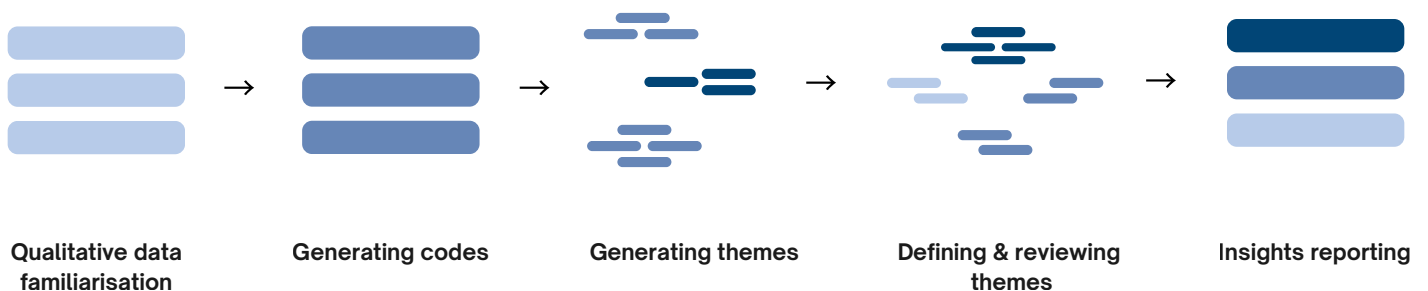 Qualitative data
familiarisation
Generating codes
Generating themes
Defining & reviewing
themes
Insights reporting